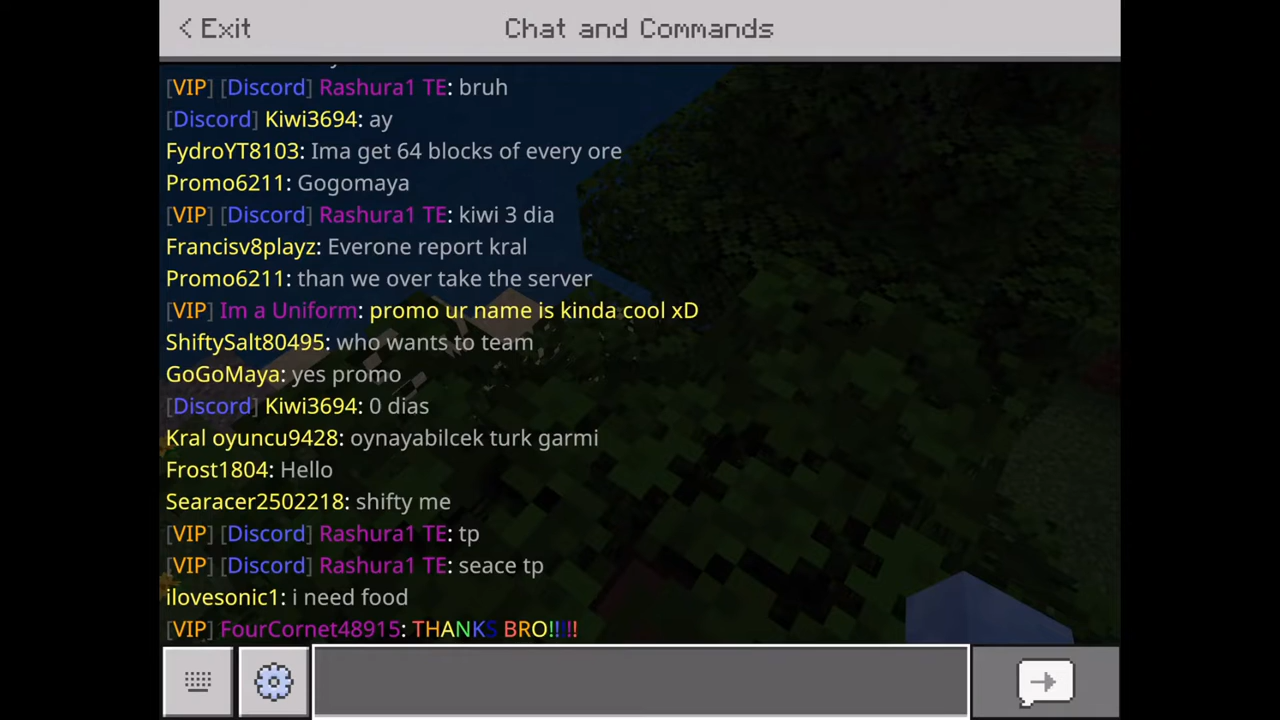 < Exit
Chat and Commands
[VIP] [Discord] Rashura1 TE: bruh
[Discord] Kiwi3694: ay
FydroYT8103: Ima get 64 blocks of every ore
Promo6211: Gogomaya
[VIP] [Discord] Rashura1 TE: kiwi 3 dia
Francisv8playz: Everone report kral
Promo6211: than we over take the server
[VIP] Im a Uniform: promo ur name is kinda cool xD
ShiftySalt80495: who wants to team
GoGoMaya: yes promo
[Discord] Kiwi3694: 0 dias
Kral oyuncu9428: oynayabilcek turk garmi
Frost1804: Hello
Searacer2502218: shifty me
[VIP] [Discord] Rashura1 TE: tp
[VIP] [Discord] Rashura1 TE: seace tp
ilovesonic1: i need food
[VIP] FourCornet48915: THANKS BRO!!!!!